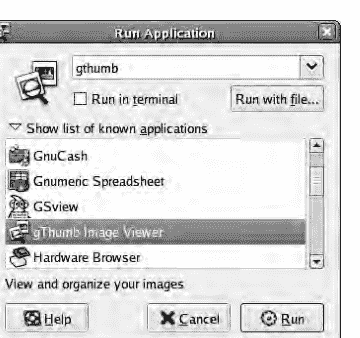 Run Application
gthumb
Run in terminal
Run with file...
Show list of known applications
GnuCash
Gnumeric Spreadsheet
GSview
gThumb Image Viewer
Hardware Browser
View and organize your images
Help Cancel Run